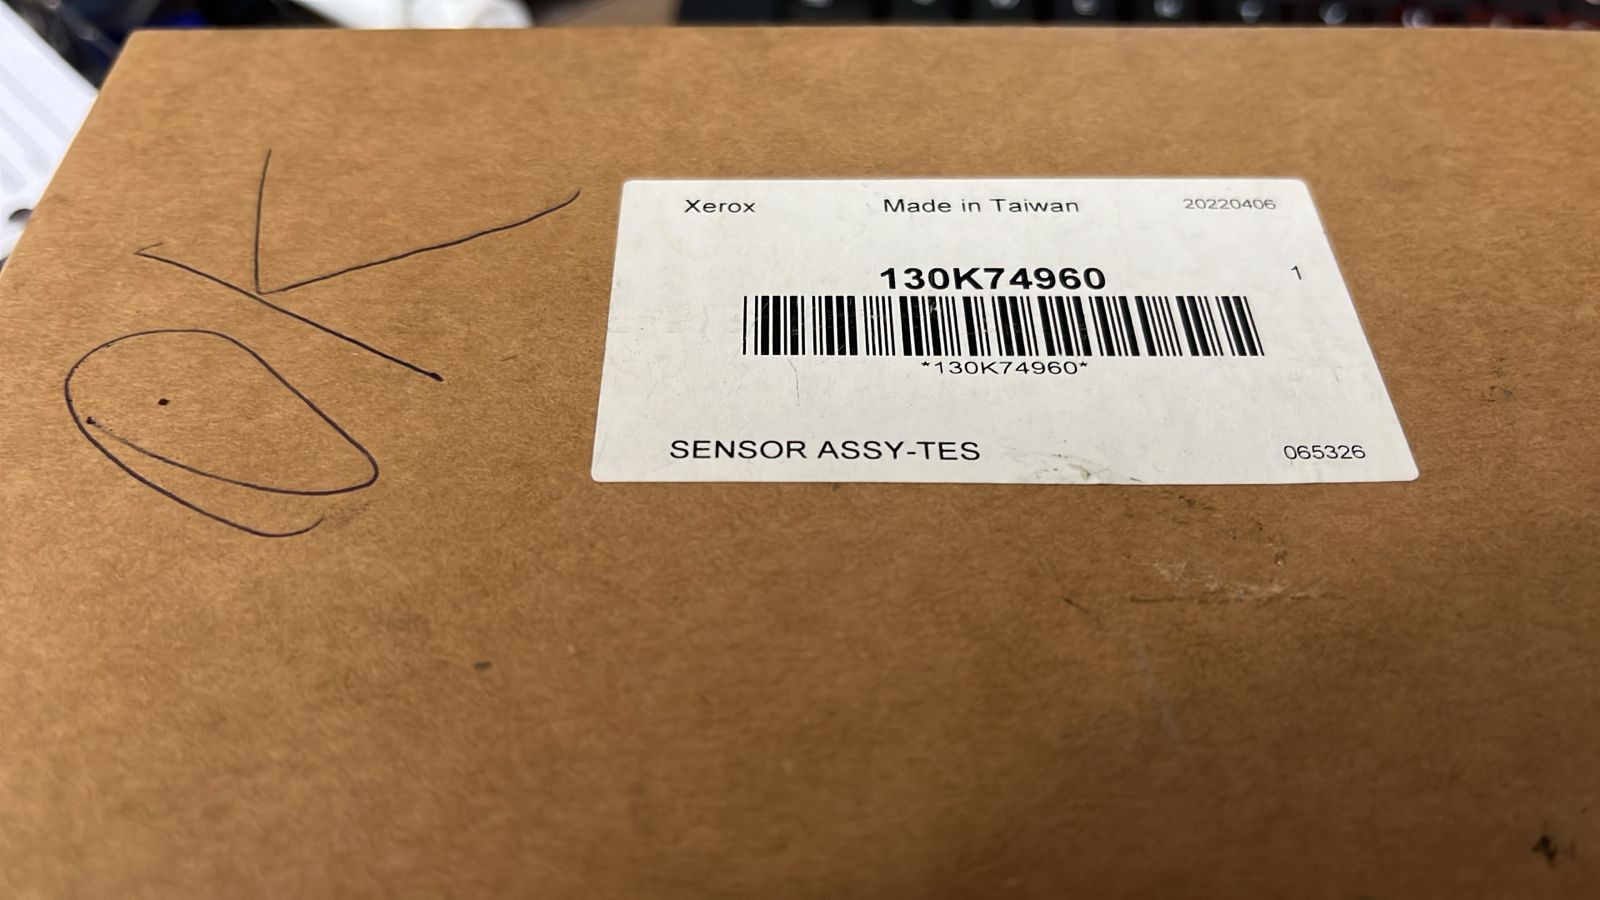 OK
Xerox Made in Taiwan 20220406
130K74960 1
*130K74960*
SENSOR ASSY-TES 065326